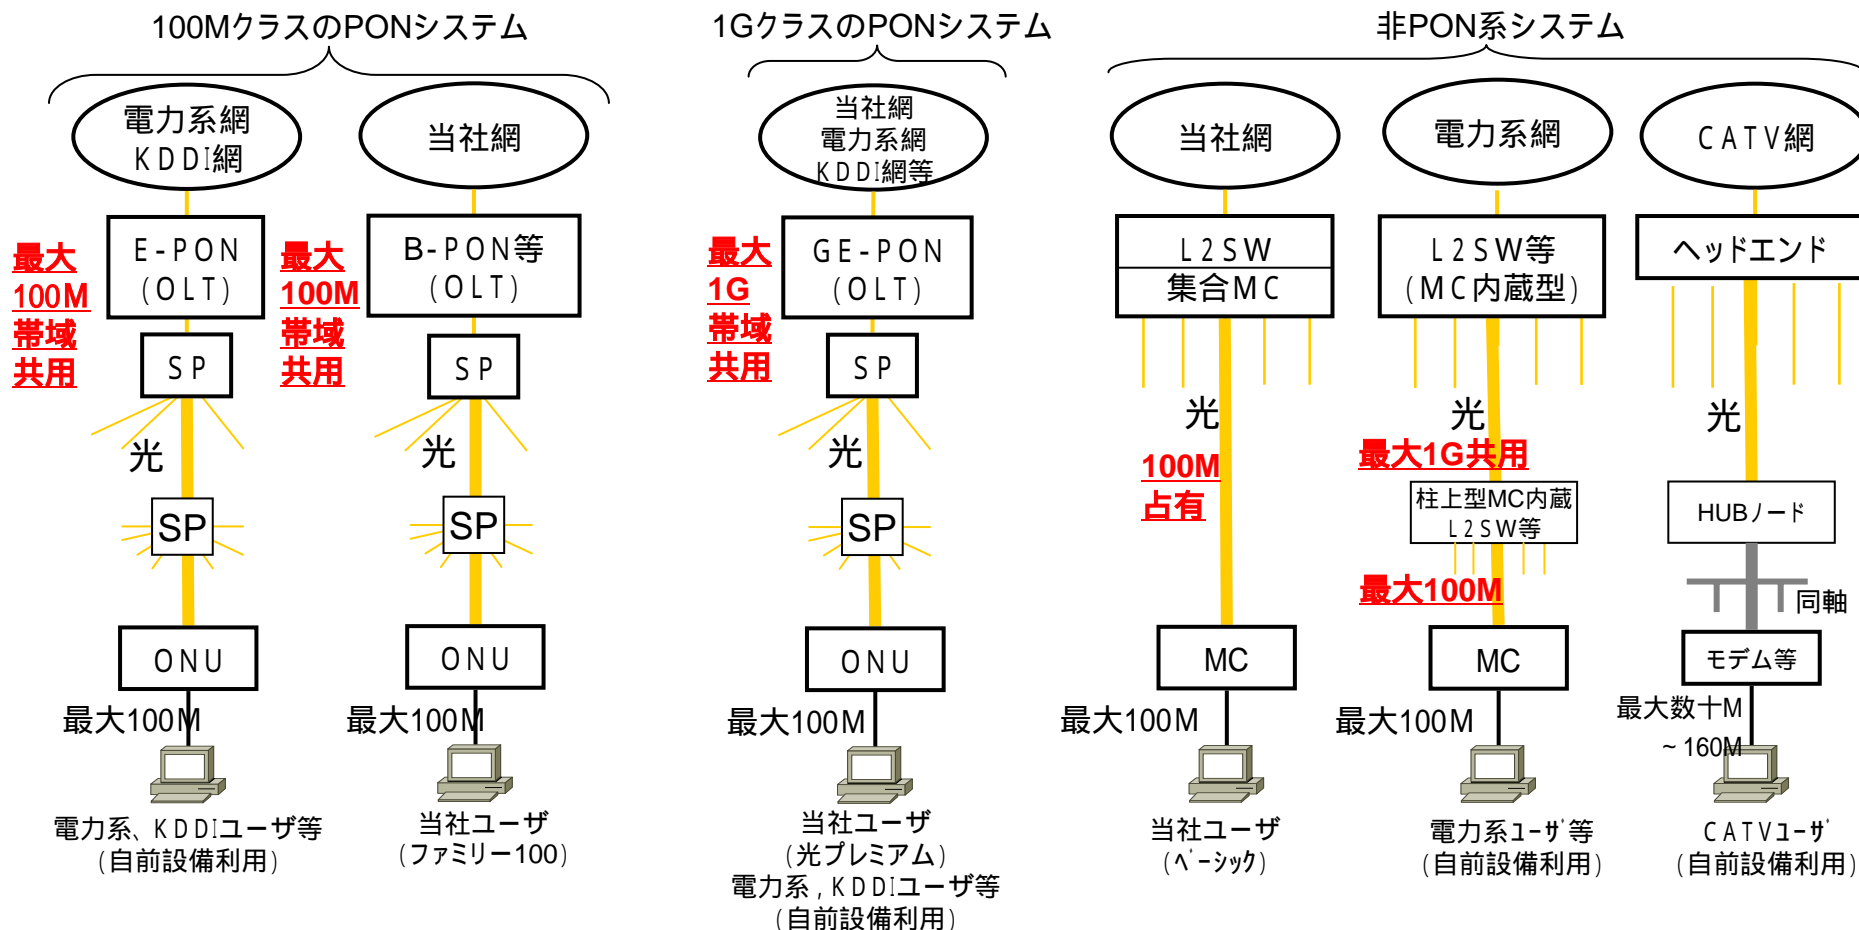 100MクラスのPONシステム
電力系網
KDDI網
当社網
最大
100M
帯域
共用
E-PON
(OLT)
最大
100M
帯域
共用
B-PON等
(OLT)
SP
SP
光
光
SP
SP
ONU
ONU
最大100M
最大100M
電力系、KDDIユーザ等
(自前設備利用)
当社ユーザ
(ファミリー100)
1GクラスのPONシステム
当社網
電力系網
KDDI網等
最大
1G
帯域
共用
GE-PON
(OLT)
SP
光
SP
ONU
最大100M
当社ユーザ
(光プレミアム)
電力系,KDDIユーザ等
(自前設備利用)
非PON系システム
当社網
L2SW
集合MC
光
100M
占有
MC
最大100M
当社ユーザ
(ベーシック)
電力系網
L2SW等
(MC内蔵型)
光
最大1G共用
柱上型MC内蔵
L2SW等
最大100M
MC
最大100M
電力系ユーザ等
(自前設備利用)
CATV網
ヘッドエンド
光
HUBノード
同軸
モデム等
最大数十M
~160M
CATVユーザ
(自前設備利用)